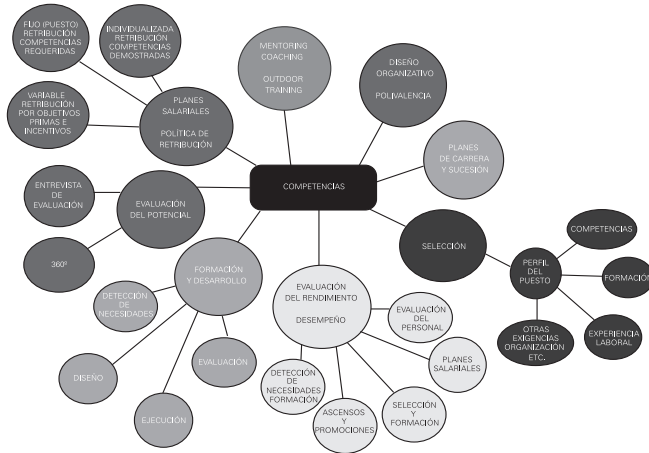 FIJO (PUESTO)
RETRIBUCIÓN
COMPETENCIAS
REQUERIDAS
INDIVIDUALIZADA
RETRIBUCIÓN
COMPETENCIAS
DEMOSTRADAS
MENTORING
COACHING
OUTDOOR
TRAINING
DISEÑO
ORGANIZATIVO
POLIVALENCIA
VARIABLE
RETRIBUCIÓN
POR OBJETIVOS
PRIMAS E
INCENTIVOS
PLANES
SALARIALES
POLÍTICA DE
RETRIBUCIÓN
PLANES
DE CARRERA
Y SUCESIÓN
COMPETENCIAS
ENTREVISTA
DE
EVALUACIÓN
EVALUACIÓN
DEL POTENCIAL
360º
SELECCIÓN
COMPETENCIAS
PERFIL
DEL
PUESTO
FORMACIÓN
EXPERIENCIA
LABORAL
OTRAS
EXIGENCIAS
ORGANIZACIÓN
ETC.
FORMACIÓN
Y DESARROLLO
DETECCIÓN
DE
NECESIDADES
DISEÑO
EJECUCIÓN
EVALUACIÓN
EVALUACIÓN
DEL RENDIMIENTO
DESEMPEÑO
EVALUACIÓN
DEL
PERSONAL
PLANES
SALARIALES
SELECCIÓN
Y
FORMACIÓN
ASCENSOS
Y
PROMOCIONES
DETECCIÓN
DE
NECESIDADES
FORMACIÓN